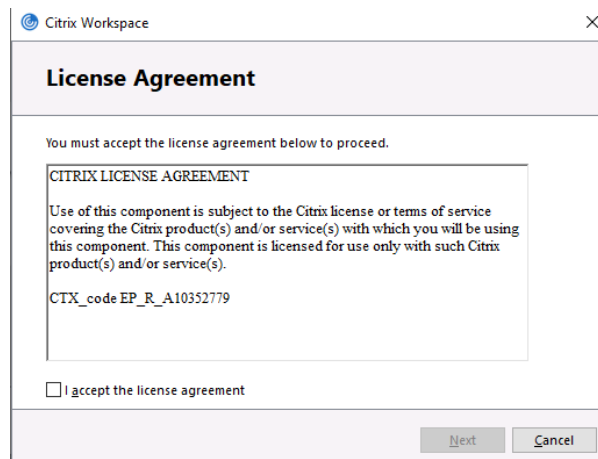 Citrix Workspace
License Agreement
You must accept the license agreement below to proceed.
CITRIX LICENSE AGREEMENT
Use of this component is subject to the Citrix license or terms of service
covering the Citrix product(s) and/or service(s) with which you will be using
this component. This component is licensed for use only with such Citrix
product(s) and/or service(s).
CTX_code EP_R_A10352779
I accept the license agreement
Next Cancel